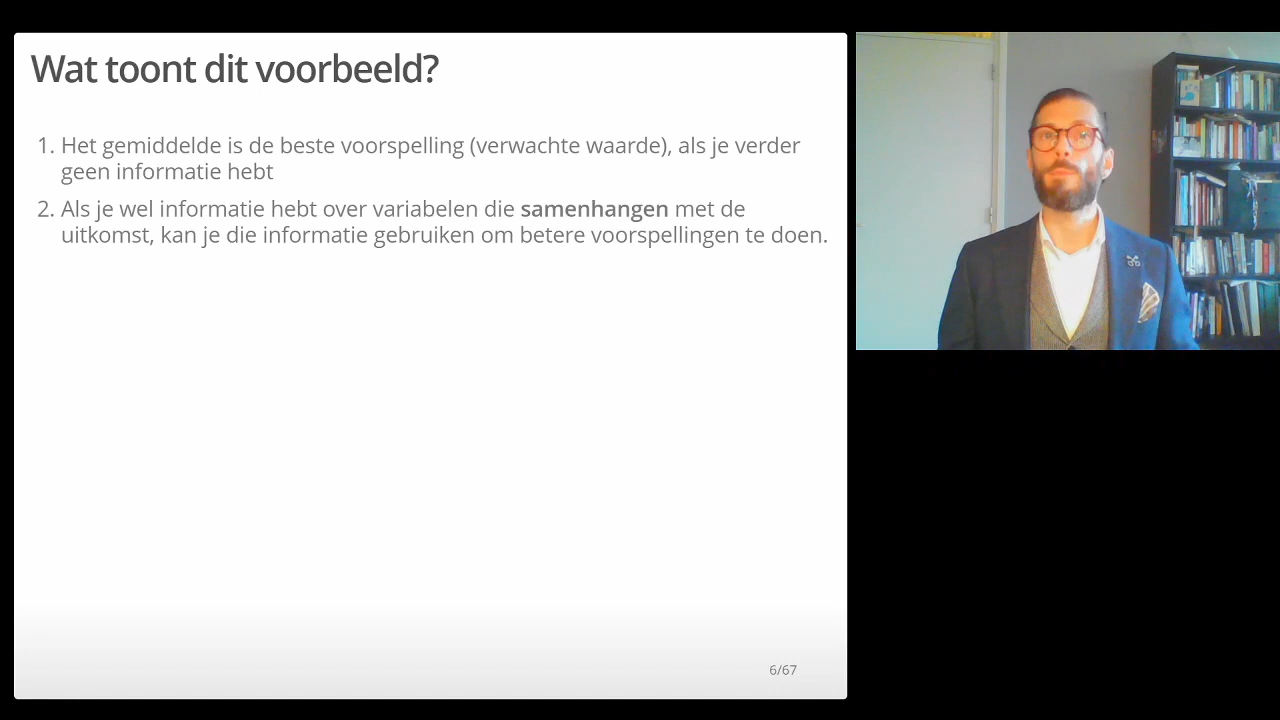 Wat toont dit voorbeeld?
1. Het gemiddelde is de beste voorspelling (verwachte waarde), als je verder
geen informatie hebt
2. Als je wel informatie hebt over variabelen die samenhangen met de
uitkomst, kan je die informatie gebruiken om betere voorspellingen te doen.
6/67